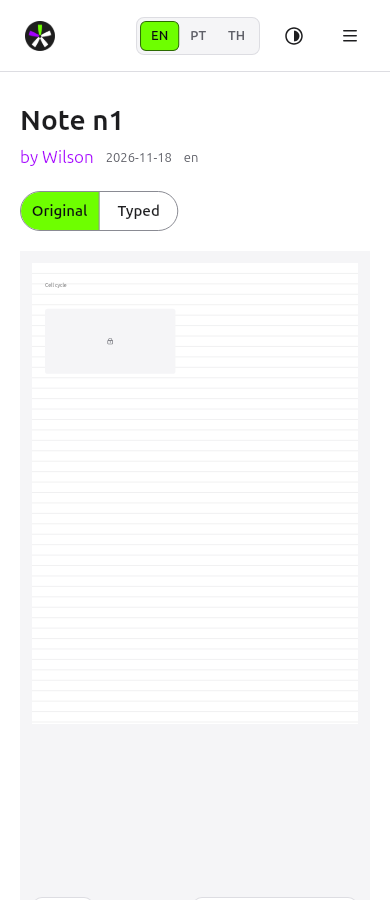 EN PT TH
Note n1
by Wilson 2026-11-18 en
Original Typed
Cell cycle